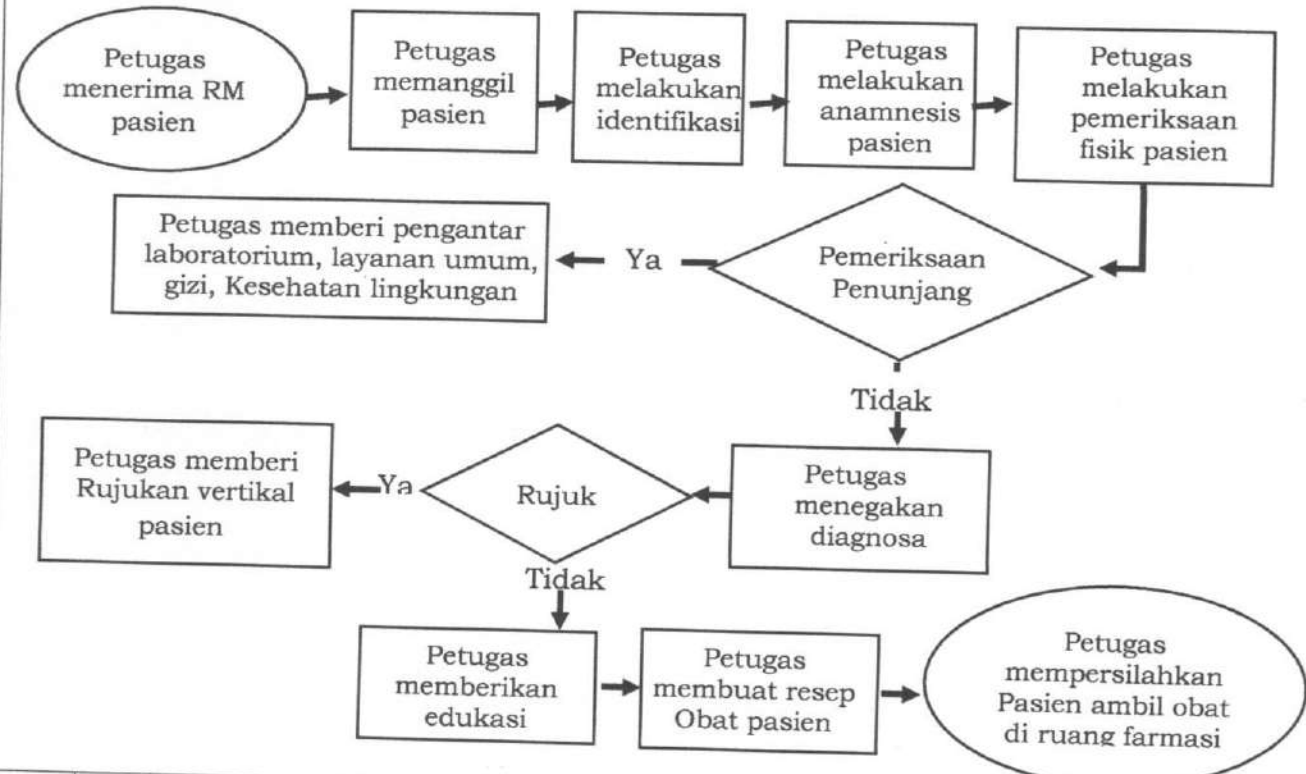 Petugas
menerima RM
pasien
Petugas
memanggil
pasien
Petugas
melakukan
identifikasi
Petugas
melakukan
anamnesis
pasien
Petugas
melakukan
pemeriksaan
fisik pasien
Pemeriksaan
Penunjang
Ya
Petugas memberi pengantar
laboratorium, layanan umum,
gizi, Kesehatan lingkungan
Tidak
Petugas
menegakan
diagnosa
Rujuk
Ya
Petugas memberi
Rujukan vertikal
pasien
Tidak
Petugas
memberikan
edukasi
Petugas
membuat resep
Obat pasien
Petugas
mempersilahkan
Pasien ambil obat
di ruang farmasi